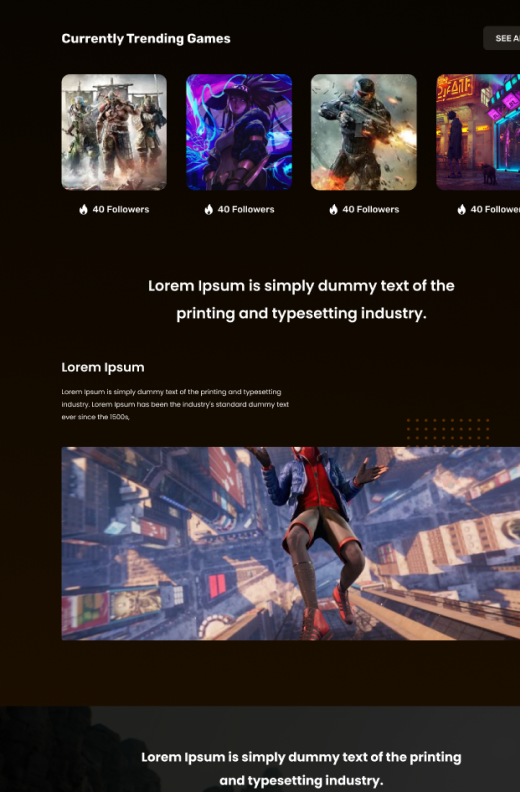 Currently Trending Games
SEE
40 Followers
40 Followers
40 Followers
40
Lorem Ipsum is simply dummy text of the
printing and typesetting industry.
Lorem Ipsum
Lorem Ipsum is simply dummy text of the printing and typesetting
industry. Lorem Ipsum has been the industry's standard dummy text
ever since the 1500s,
Lorem Ipsum is simply dummy text of the printing
and typesetting industry.